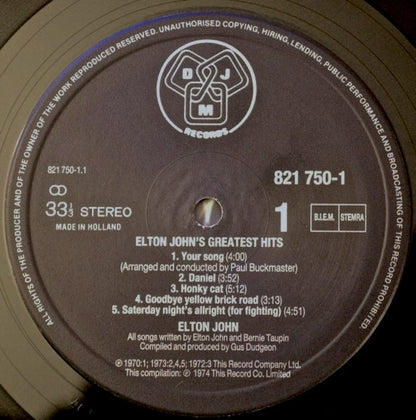 ALL RIGHTS OF THE PRODUCER AND OF THE OWNER OF THE WORK REPRODUCED RESERVED. UNAUTHORISED COPYING, HIRING, LENDING, PUBLIC PERFORMANCE AND BROADCASTING OF THIS RECORD PROHIBITED.
D J
M
RECORDS
821 750-1.1
821 750-1
33⅓ STEREO
MADE IN HOLLAND
1
B.I.E.M. STEMRA
ELTON JOHN'S GREATEST HITS
1. Your song (4:00)
(Arranged and conducted by Paul Buckmaster)
2. Daniel (3:52)
3. Honky cat (5:12)
4. Goodbye yellow brick road (3:13)
5. Saterday night's allright (for fighting) (4:51)
ELTON JOHN
All songs written by Elton John and Bernie Taupin
Compiled and produced by Gus Dudgeon
℗ 1970:1; 1973:2,4,5; 1972:3 This Record Company Ltd.
This compilation: ℗ 1974 This Record Co. Limited